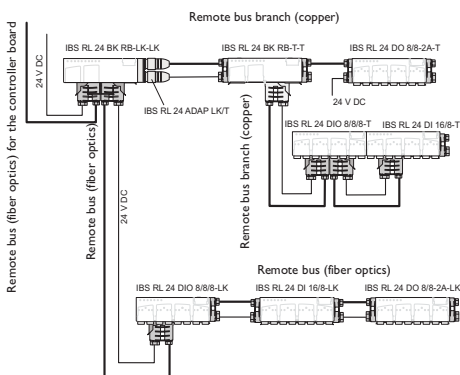 Remote bus branch (copper)
IBS RL 24 BK RB-LK-LK
IBS RL 24 BK RB-T-T
IBS RL 24 DO 8/8-2A-T
24 V DC
IBS RL 24 ADAP LK/T
24 V DC
Remote bus (fiber optics) for the controller board
Remote bus (fiber optics)
24 V DC
Remote bus branch (copper)
IBS RL 24 DIO 8/8/8-T
IBS RL 24 DI 16/8-T
Remote bus (fiber optics)
IBS RL 24 DIO 8/8/8-LK
IBS RL 24 DI 16/8-LK
IBS RL 24 DO 8/8-2A-LK